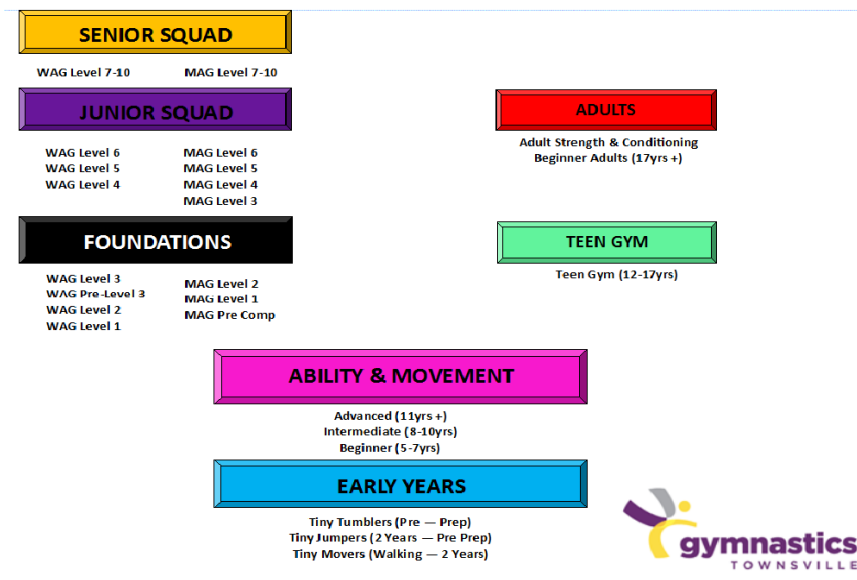 SENIOR SQUAD
WAG Level 7-10 MAG Level 7-10
JUNIOR SQUAD
WAG Level 6
WAG Level 5
WAG Level 4
MAG Level 6
MAG Level 5
MAG Level 4
MAG Level 3
FOUNDATIONS
WAG Level 3
WAG Pre-Level 3
WAG Level 2
WAG Level 1
MAG Level 2
MAG Level 1
MAG Pre Comp
ADULTS
Adult Strength & Conditioning
Beginner Adults (17yrs +)
TEEN GYM
Teen Gym (12-17yrs)
ABILITY & MOVEMENT
Advanced (11yrs +)
Intermediate (8-10yrs)
Beginner (5-7yrs)
EARLY YEARS
Tiny Tumblers (Pre — Prep)
Tiny Jumpers (2 Years — Pre Prep)
Tiny Movers (Walking — 2 Years)
gymnastics
TOWNSVILLE